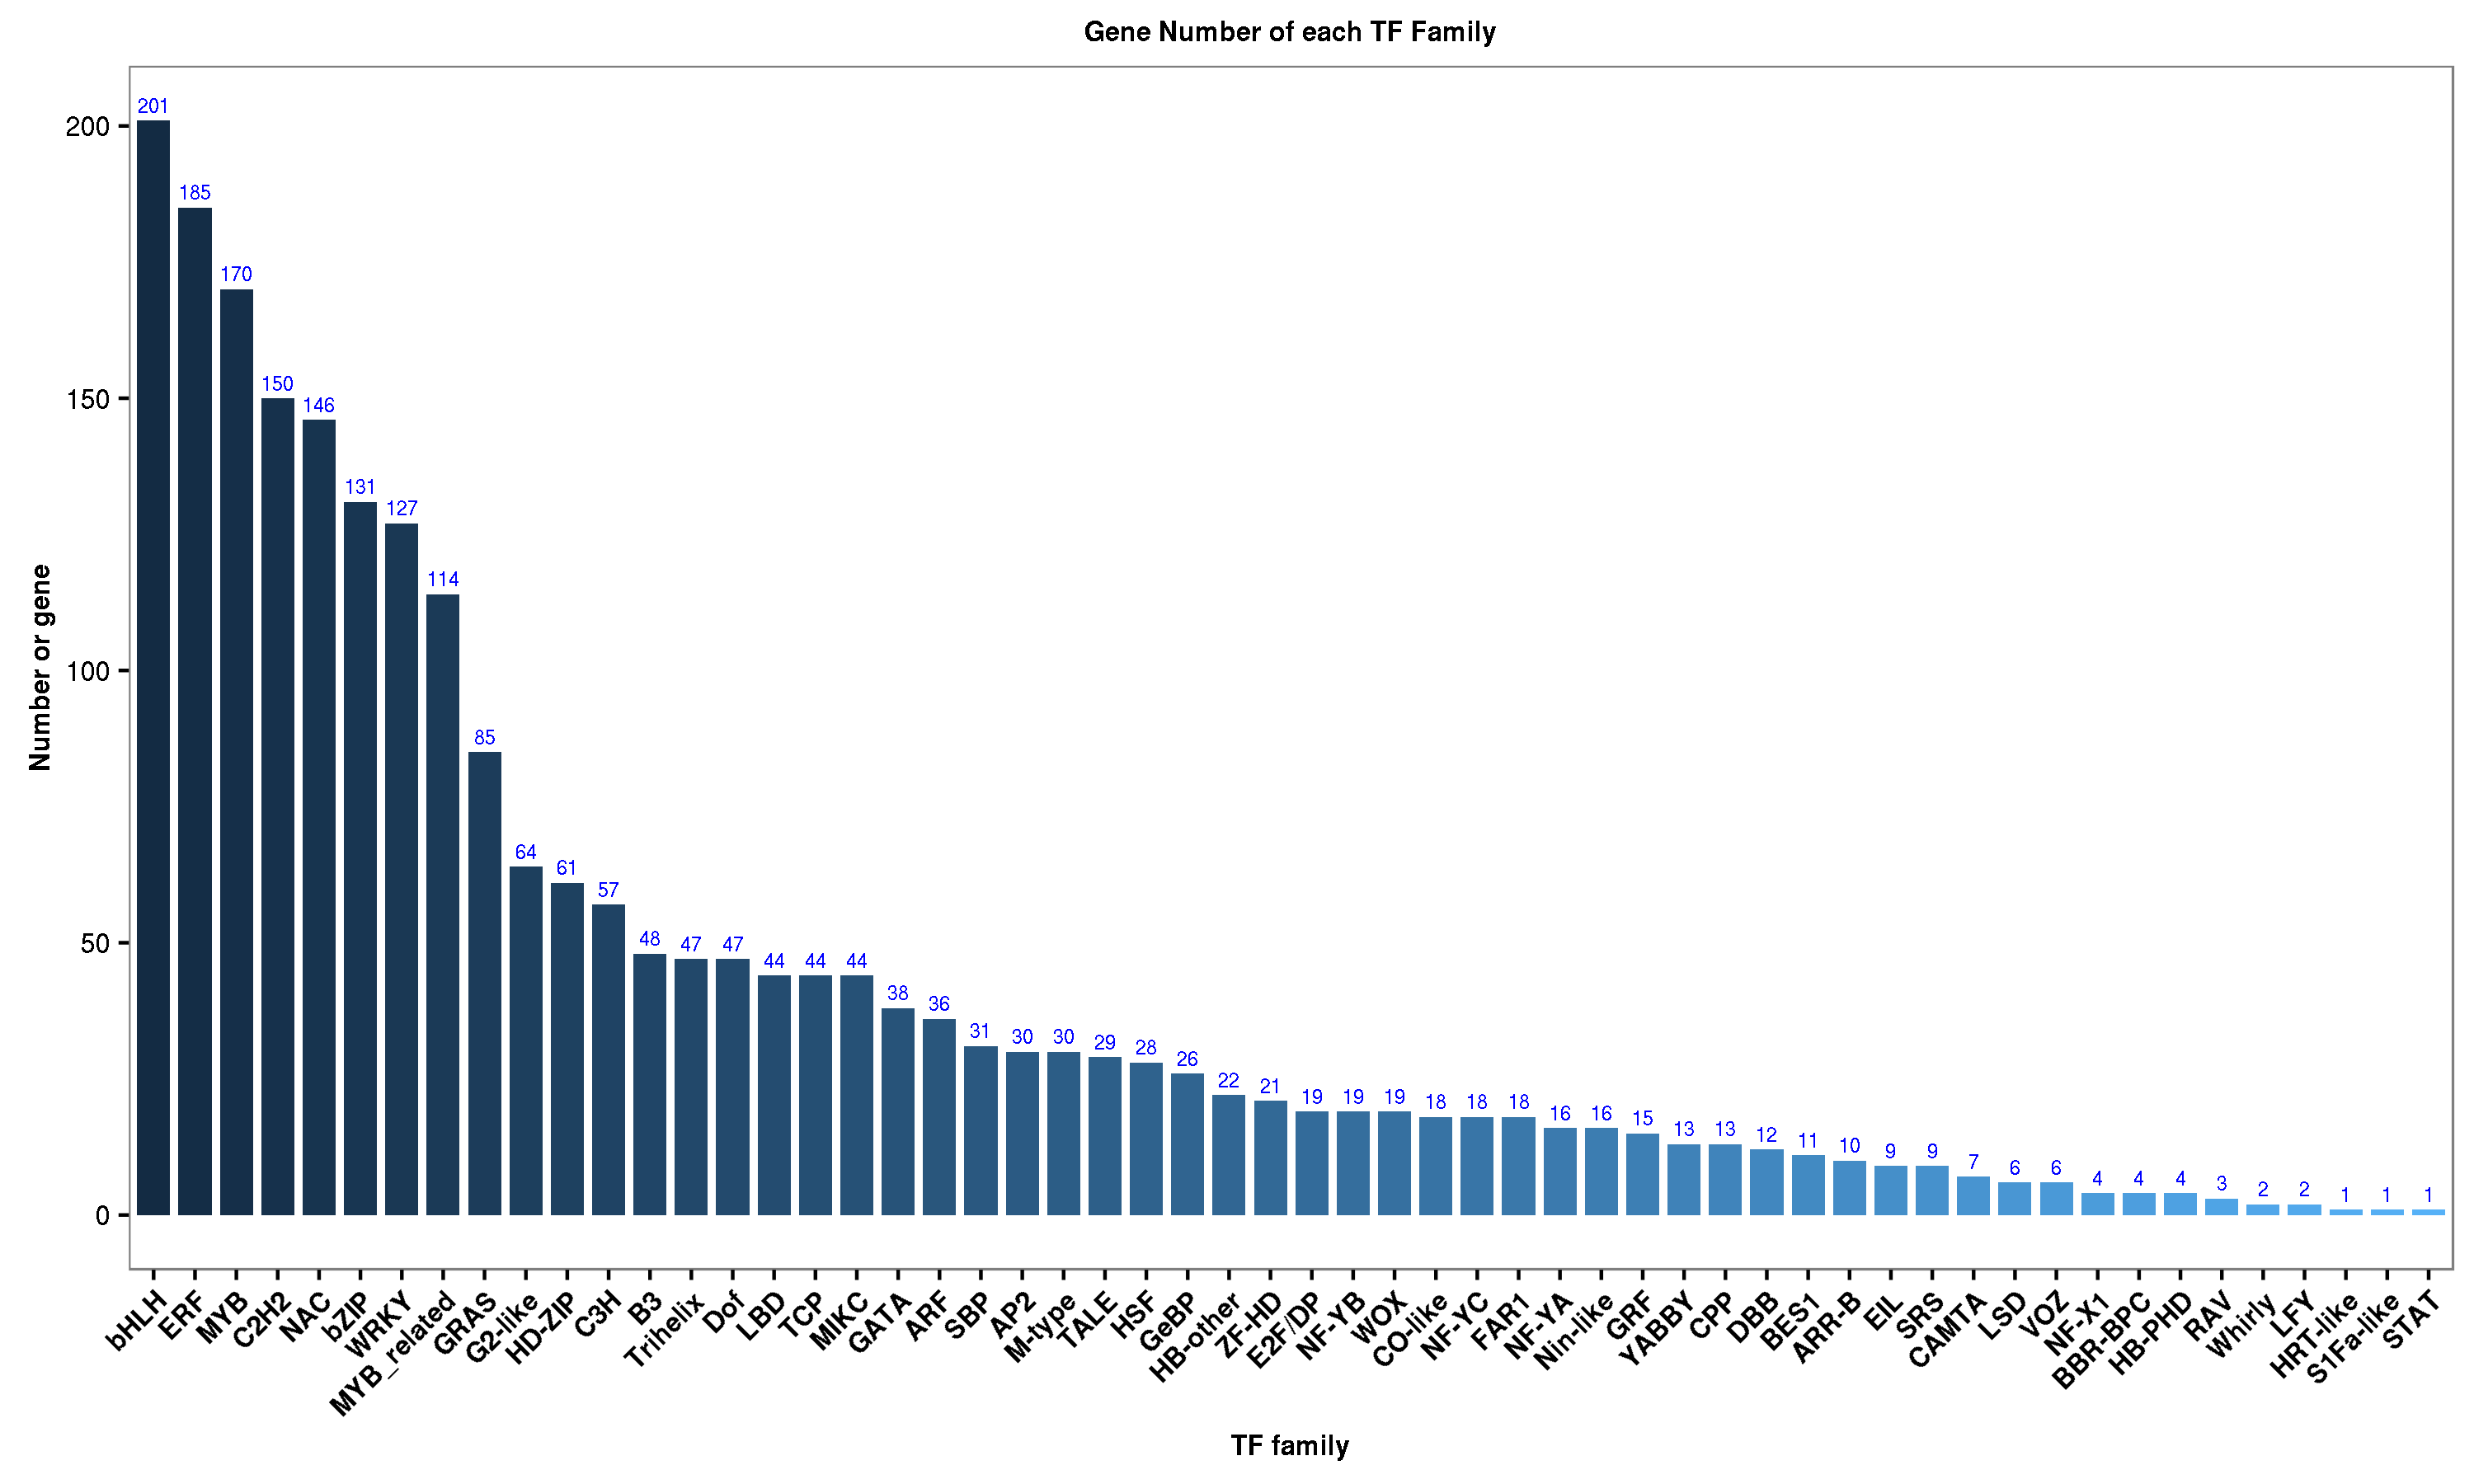 Gene Number of each TF Family
Number or gene
200
150
100
50
0
201
185
170
150
146
131
127
114
85
64
61
57
48
47
47
44
44
44
38
36
31
30
30
29
28
26
22
21
19
19
19
18
18
18
16
16
15
13
13
12
11
10
9
9
7
6
6
4
4
4
3
2
2
1
1
1
bHLH
ERF
MYB
C2H2
NAC
bZIP
WRKY
MYB_related
GRAS
G2-like
HD-ZIP
C3H
B3
Trihelix
Dof
LBD
TCP
MIKC
GATA
ARF
SBP
AP2
M-type
TALE
HSF
GeBP
HB-other
ZF-HD
E2F/DP
NF-YB
WOX
CO-like
NF-YC
FAR1
NF-YA
Nin-like
GRF
YABBY
CPP
DBB
BES1
ARR-B
EIL
SRS
CAMTA
LSD
VOZ
NF-X1
BBR-BPC
HB-PHD
RAV
Whirly
LFY
HRT-like
S1Fa-like
STAT
TF family